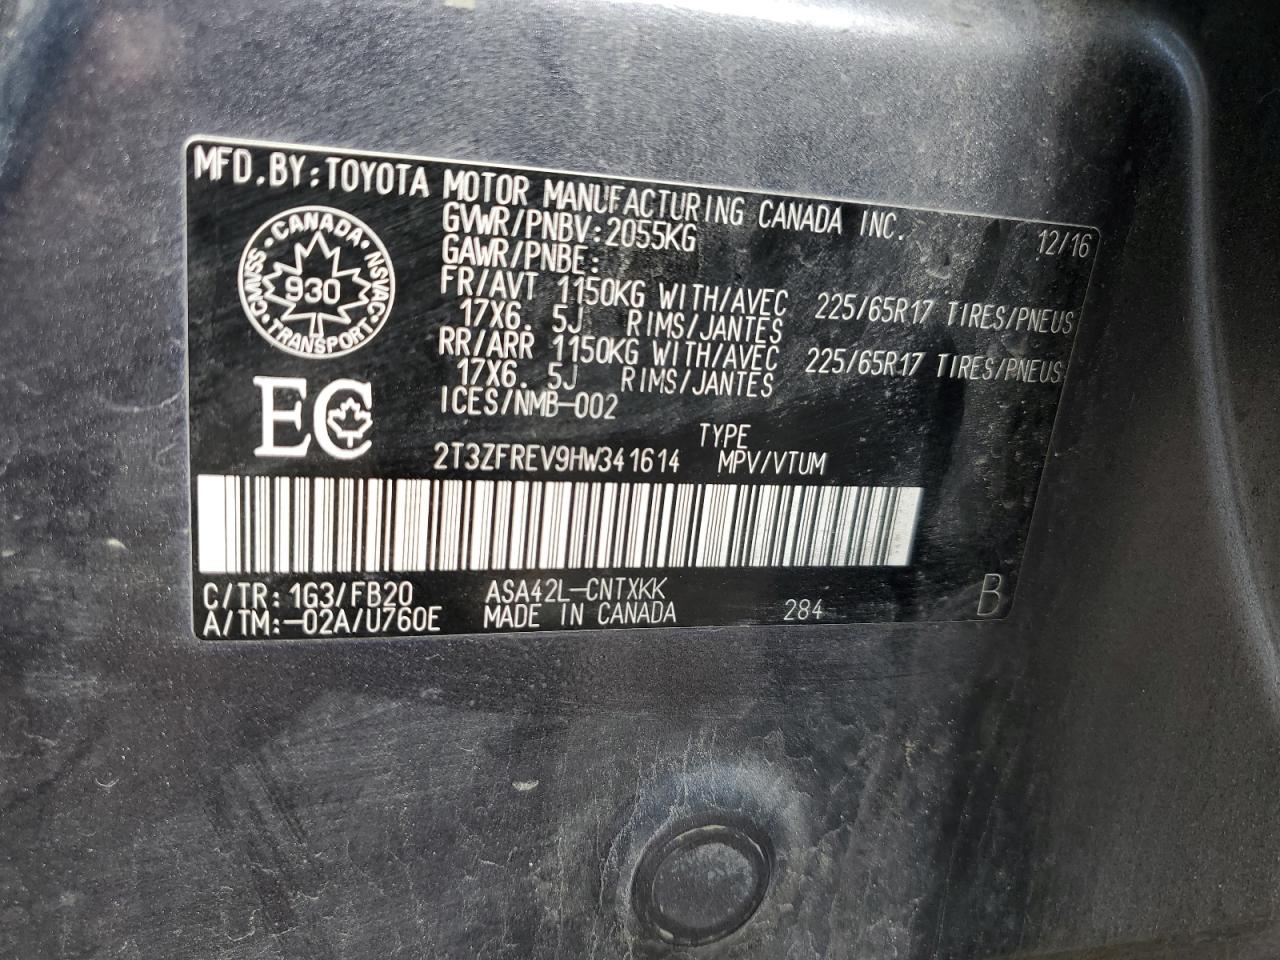 MFD.BY:TOYOTA MOTOR MANUFACTURING CANADA INC.
12/16
GVWR/PNBV:2055KG
GAWR/PNBE:
FR/AVT 1150KG WITH/AVEC 225/65R17 TIRES/PNEUS
17X6. 5J RIMS/JANTES
RR/ARR 1150KG WITH/AVEC 225/65R17 TIRES/PNEUS
17X6. 5J RIMS/JANTES
ICES/NMB-002
CANADA
CMVSS NSVAC
930
TRANSPORT
EC
TYPE
2T3ZFREV9HW341614 MPV/VTUM
C/TR: 1G3/FB20 ASA42L-CNTXKK
A/TM:-02A/U760E MADE IN CANADA 284 B